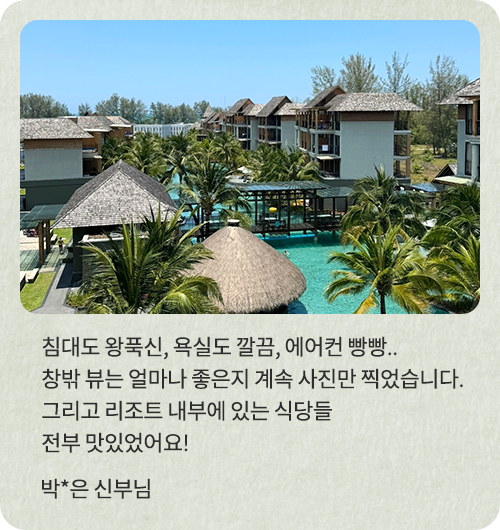 침대도 왕푹신, 욕실도 깔끔, 에어컨 빵빵..
창밖 뷰는 얼마나 좋은지 계속 사진만 찍었습니다.
그리고 리조트 내부에 있는 식당들
전부 맛있었어요!
박*은 신부님